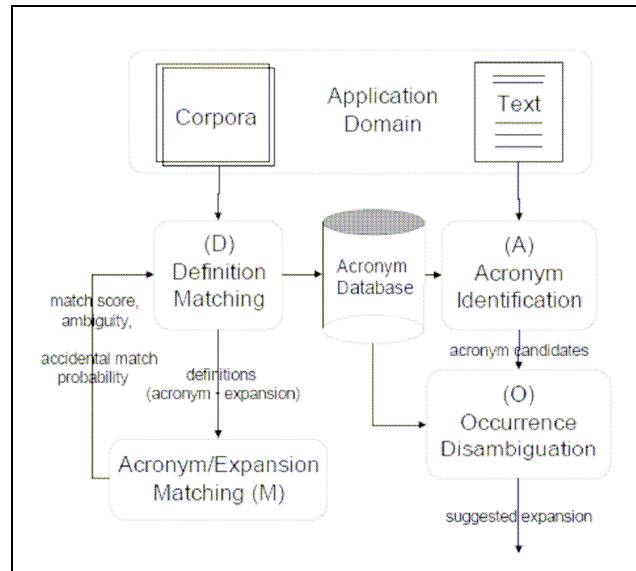 Corpora
Application
Domain
Text
(D)
Definition
Matching
Acronym
Database
(A)
Acronym
Identification
match score,
ambiguity,
accidental match
probability
definitions
(acronym - expansion)
acronym candidates
(O)
Occurrence
Disambiguation
Acronym/Expansion
Matching (M)
suggested expansion